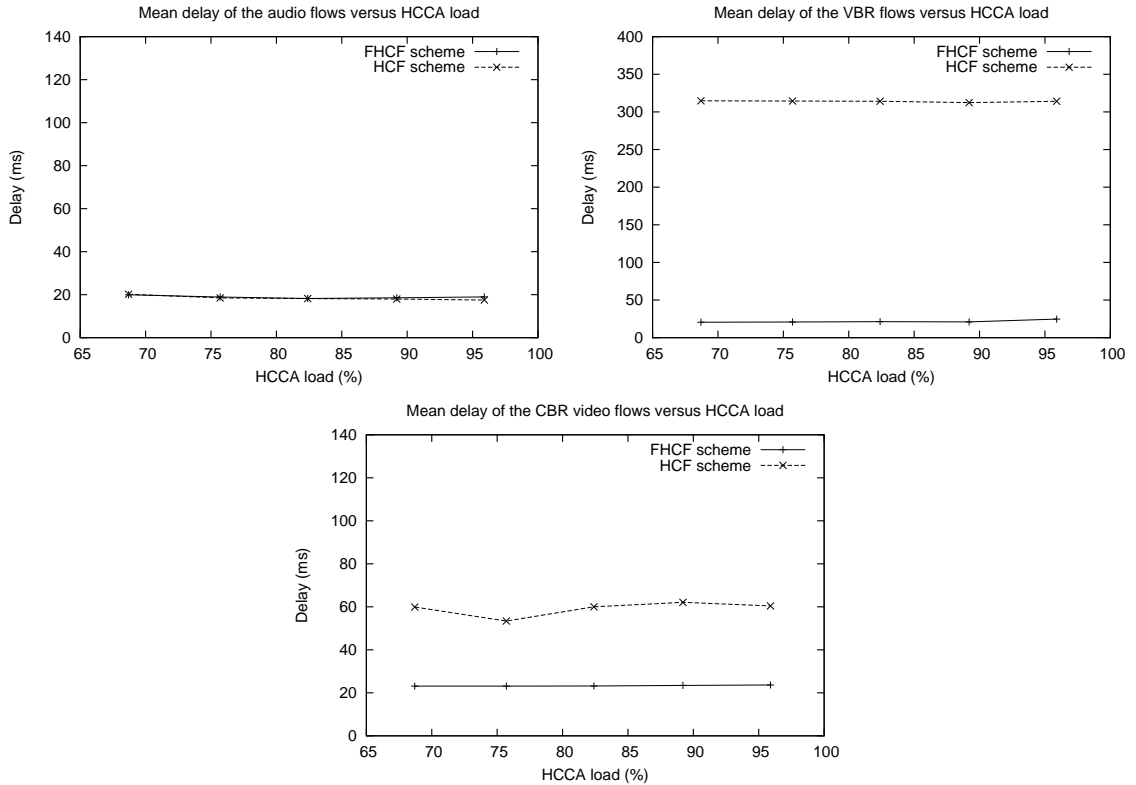 Mean delay of the audio flows versus HCCA load
140
120
100
80
60
40
20
0
Delay (ms)
FHCF scheme
HCF scheme
65 70 75 80 85 90 95 100
HCCA load (%)
Mean delay of the VBR flows versus HCCA load
400
350
300
250
200
150
100
50
0
Delay (ms)
FHCF scheme
HCF scheme
65 70 75 80 85 90 95 100
HCCA load (%)
Mean delay of the CBR video flows versus HCCA load
140
120
100
80
60
40
20
0
Delay (ms)
FHCF scheme
HCF scheme
65 70 75 80 85 90 95 100
HCCA load (%)